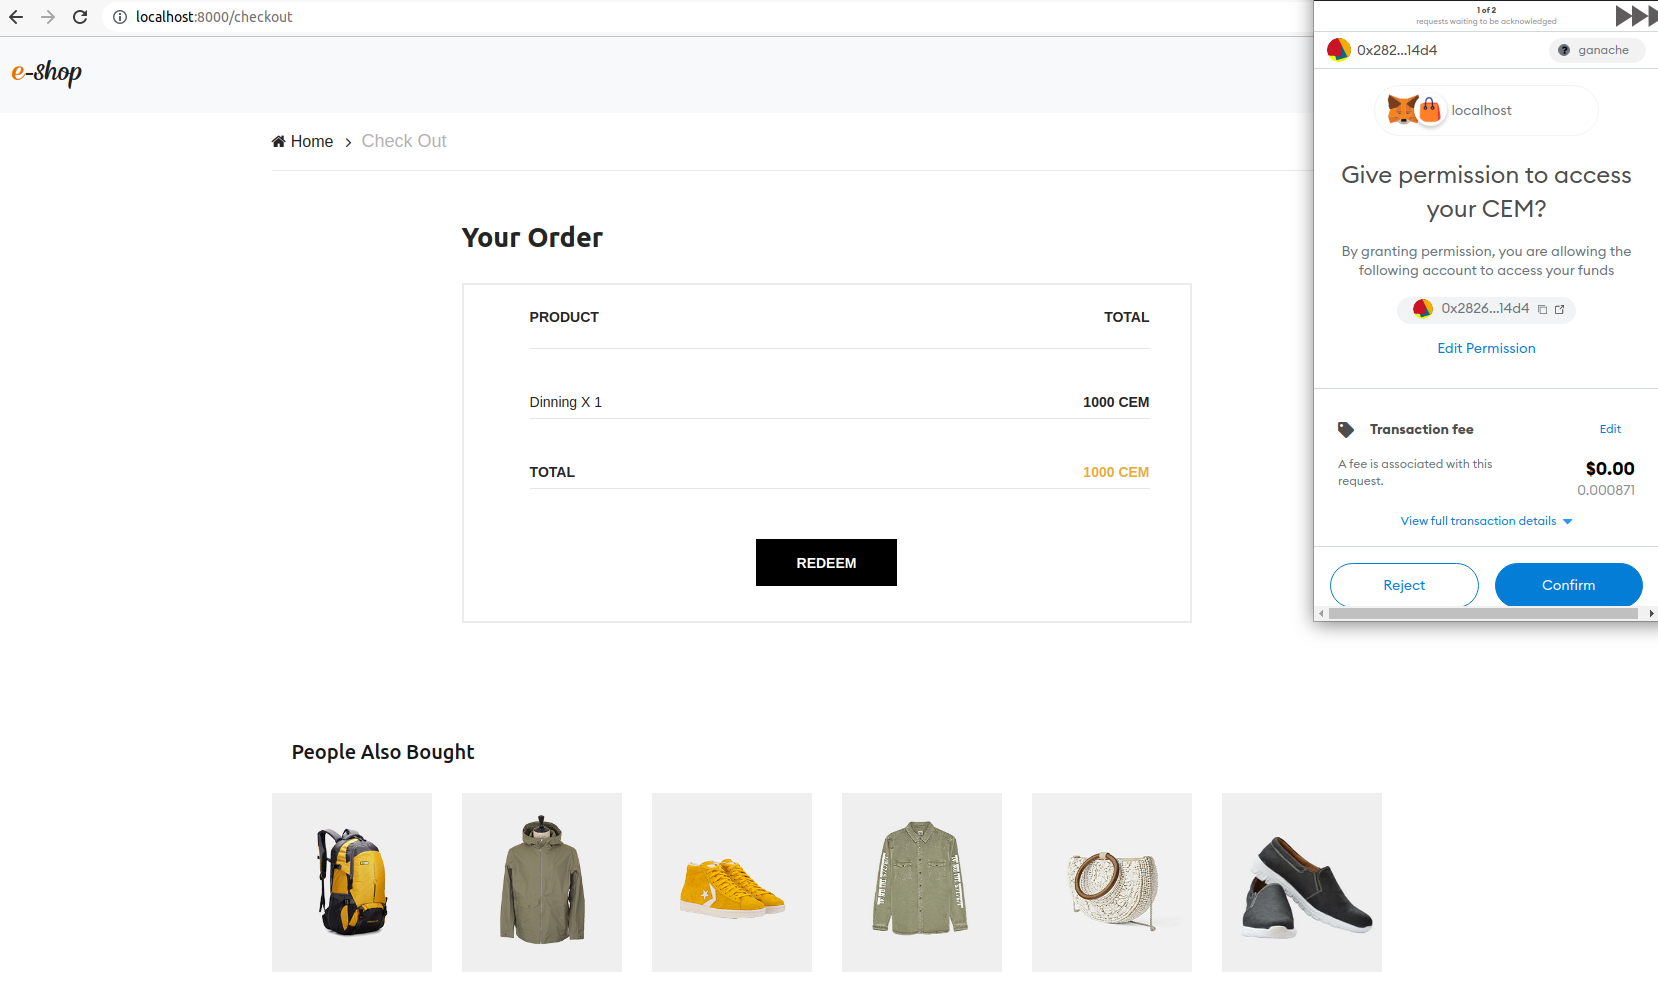 localhost:8000/checkout
e-shop
Home > Check Out
Your Order
PRODUCT TOTAL
Dinning X 1 1000 CEM
TOTAL 1000 CEM
REDEEM
People Also Bought
1 of 2
requests waiting to be acknowledged
0x282...14d4 ganache
localhost
Give permission to access
your CEM?
By granting permission, you are allowing the
following account to access your funds
0x2826...14d4
Edit Permission
Transaction fee Edit
A fee is associated with this
request.
$0.00
0.000871
View full transaction details
Reject Confirm